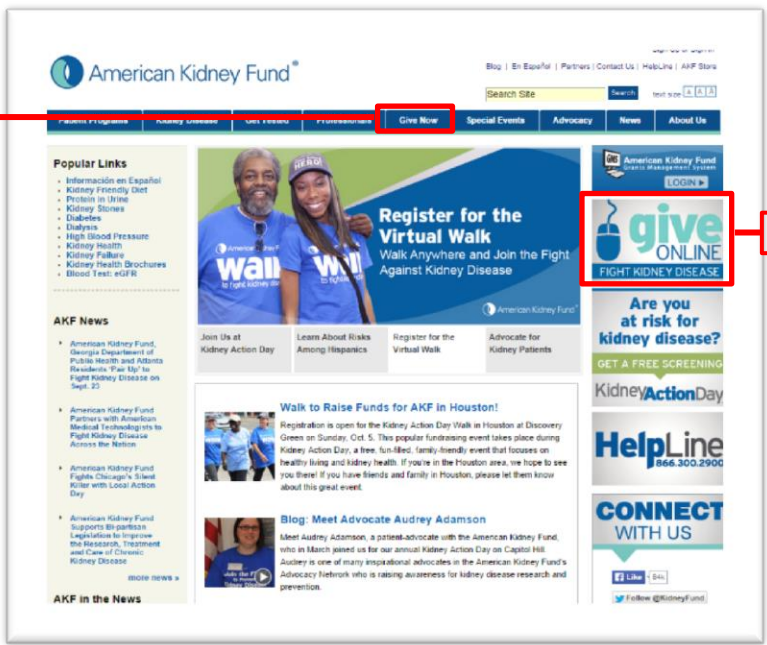 American Kidney Fund®
Blog | En Español | Partners | Contact Us | HelpLine | AKF Store
Search Site
Search
text size A A A
Patient Programs
Kidney Disease
Get Tested
Professionals
Give Now
Special Events
Advocacy
News
About Us
Popular Links
Información en Español
Kidney Friendly Diet
Protein in Urine
Kidney Stones
Diabetes
Dialysis
High Blood Pressure
Kidney Health
Kidney Failure
Kidney Health Brochures
Blood Test: eGFR
AKF News
American Kidney Fund,
Georgia Department of
Public Health and Atlanta
Residents 'Pair Up' to
Fight Kidney Disease on
Sept. 23
American Kidney Fund
Partners with American
Medical Technologists to
Fight Kidney Disease
Across the Nation
American Kidney Fund
Fights Chicago's Silent
Killer with Local Action
Day
American Kidney Fund
Supports Bi-partisan
Legislation to Improve
the Research, Treatment
and Care of Chronic
Kidney Disease
more news »
AKF in the News
HERO!
American Kidney Fund
Walk
to fight kidney disease
Walk
to fight kidney
Register for the
Virtual Walk
Walk Anywhere and Join the Fight
Against Kidney Disease
American Kidney Fund®
Join Us at
Kidney Action Day
Learn About Risks
Among Hispanics
Register for the
Virtual Walk
Advocate for
Kidney Patients
Walk to Raise Funds for AKF in Houston!
Registration is open for the Kidney Action Day Walk in Houston at Discovery
Green on Sunday, Oct. 5. This popular fundraising event takes place during
Kidney Action Day, a free, fun-filled, family-friendly event that focuses on
healthy living and kidney health. If you're in the Houston area, we hope to see
you there! If you have friends and family in Houston, please let them know
about this great event.
Blog: Meet Advocate Audrey Adamson
Meet Audrey Adamson, a patient-advocate with the American Kidney Fund,
who in March joined us for our annual Kidney Action Day on Capitol Hill.
Audrey is one of many inspirational advocates in the American Kidney Fund's
Advocacy Network who is raising awareness for kidney disease research and
prevention.
GMS American Kidney Fund
Grants Management System
LOGIN
give
ONLINE
FIGHT KIDNEY DISEASE
Are you
at risk for
kidney disease?
GET A FREE SCREENING
KidneyActionDay
HelpLine
866.300.2900
CONNECT
WITH US
Like
84k
Follow @KidneyFund